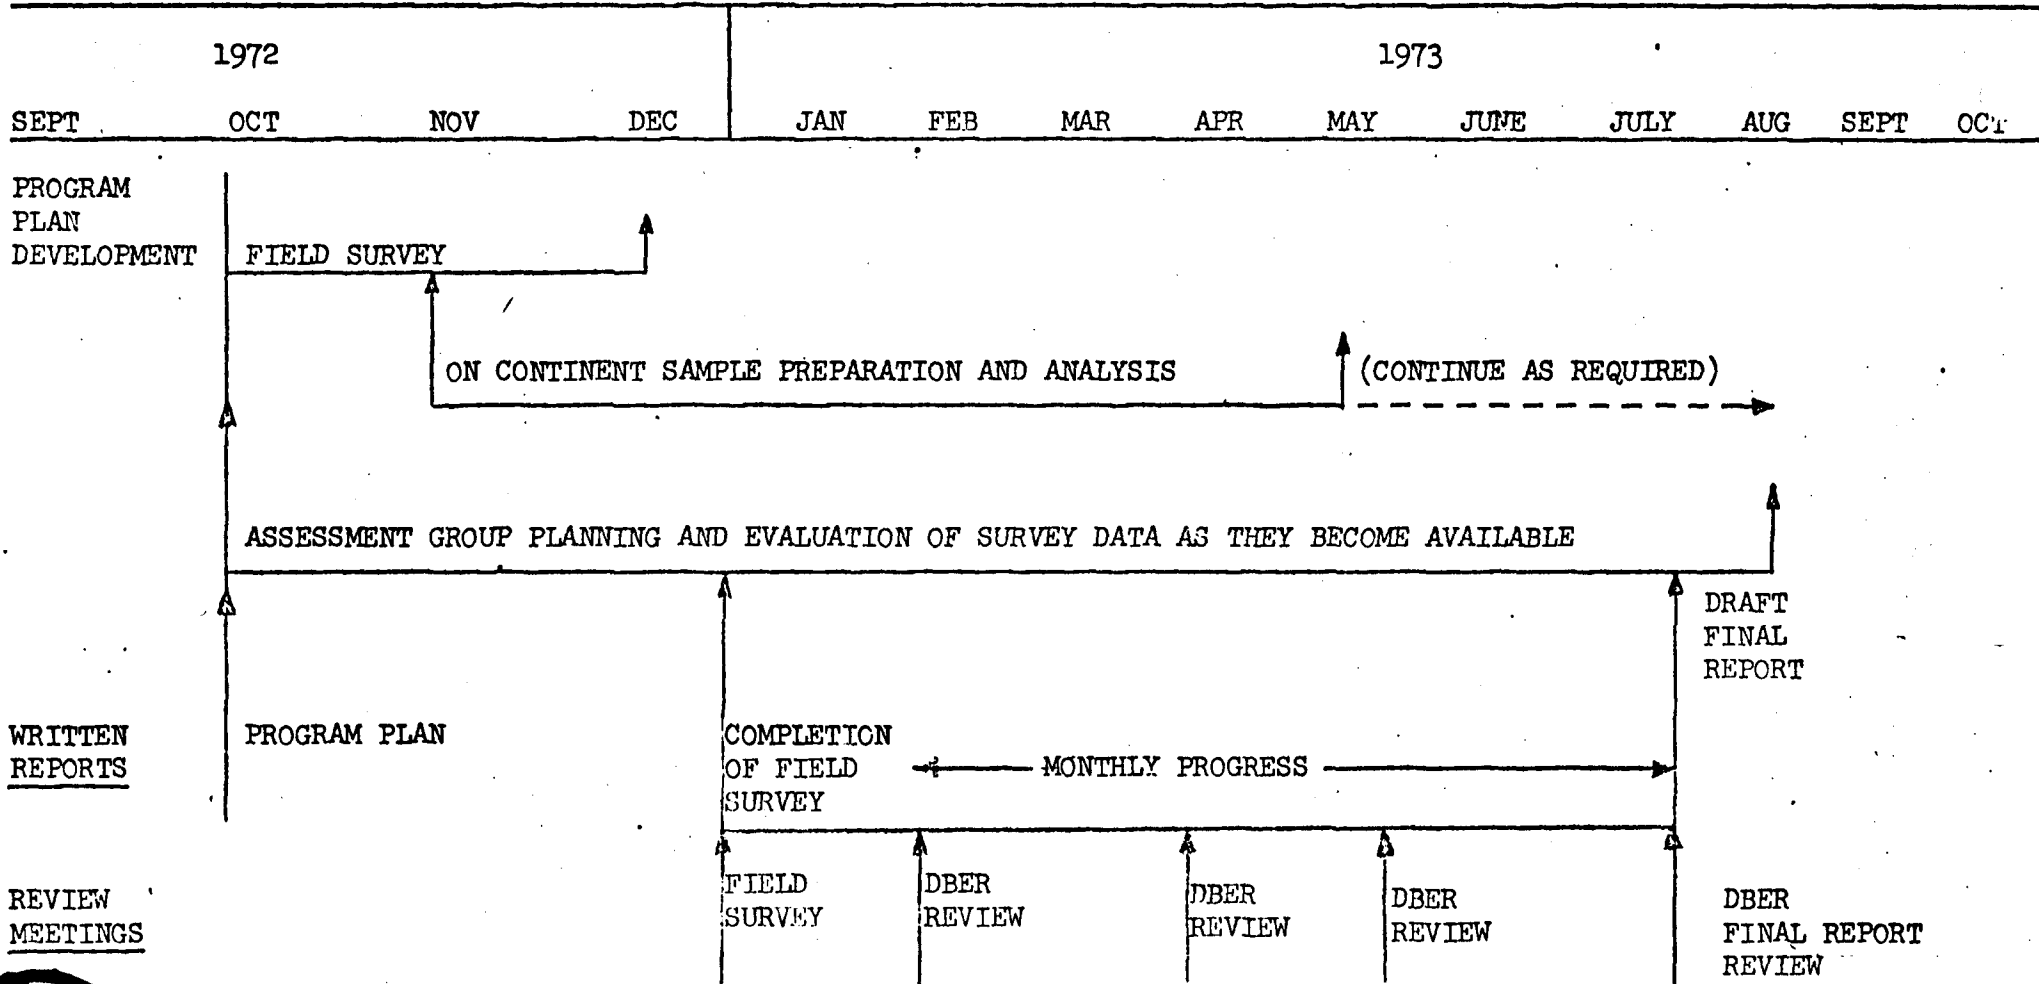 1972 1973
SEPT OCT NOV DEC JAN FEB MAR APR MAY JUNE JULY AUG SEPT OCT
PROGRAM
PLAN
DEVELOPMENT
FIELD SURVEY
ON CONTINENT SAMPLE PREPARATION AND ANALYSIS (CONTINUE AS REQUIRED)
ASSESSMENT GROUP PLANNING AND EVALUATION OF SURVEY DATA AS THEY BECOME AVAILABLE
DRAFT
FINAL
REPORT
WRITTEN
REPORTS
PROGRAM PLAN
COMPLETION
OF FIELD
SURVEY
MONTHLY PROGRESS
REVIEW
MEETINGS
FIELD
SURVEY
DBER
REVIEW
DBER
REVIEW
DBER
REVIEW
DBER
FINAL REPORT
REVIEW